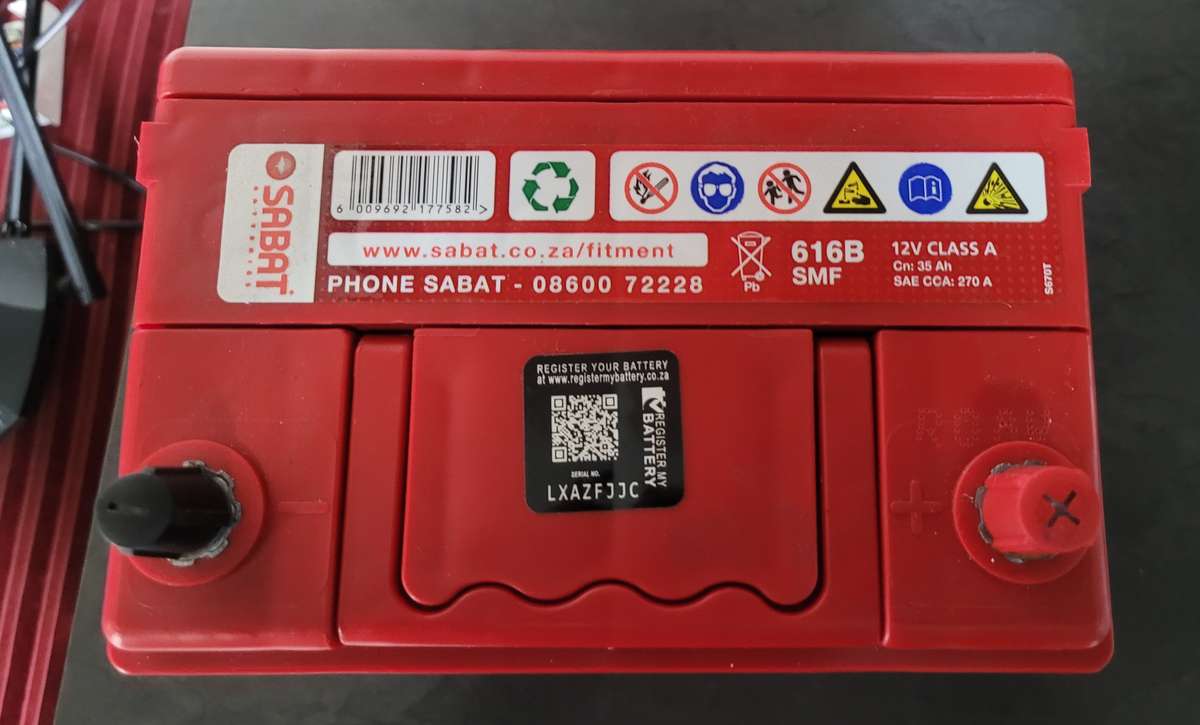 SABAT
BATTERIES
6 009692 177582 >
www.sabat.co.za/fitment
PHONE SABAT - 08600 72228
Pb
616B
SMF
12V CLASS A
Cn: 35 Ah
SAE CCA: 270 A
S670T
REGISTER YOUR BATTERY
at www.registermybattery.co.za
REGISTER MY
BATTERY
SERIAL NO.
LXAZFJJC